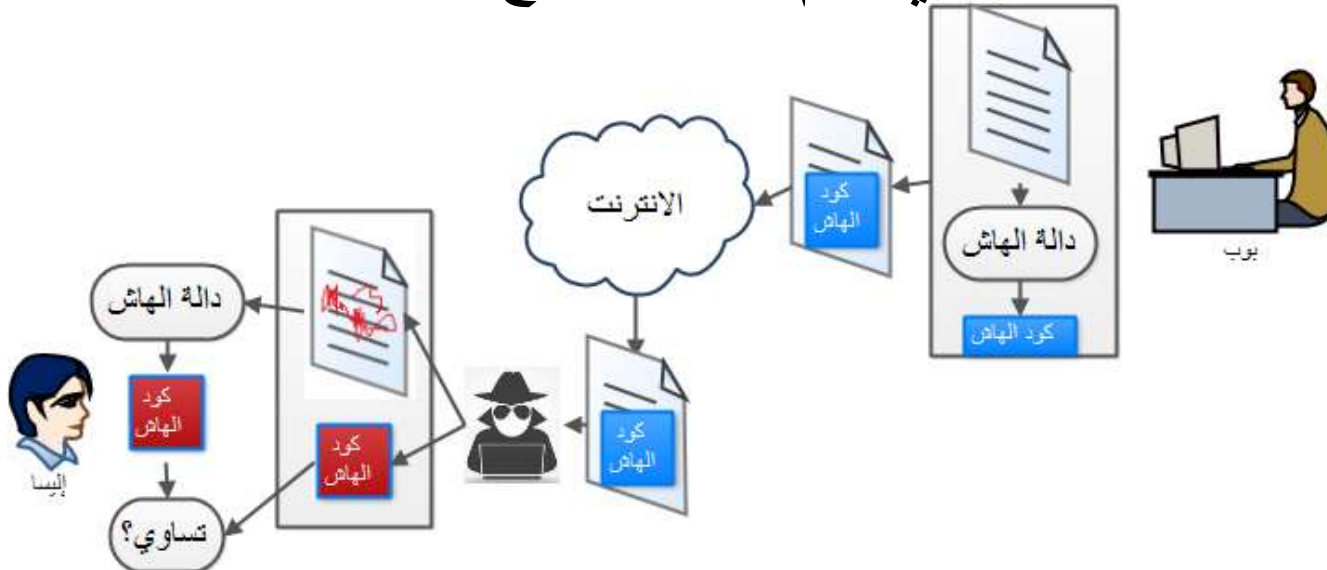 كود
الهاش
دالة الهاش
كود الهاش
بوب
الانترنت
كود
الهاش
كود
الهاش
دالة الهاش
كود
الهاش
تساوي؟
إليسا